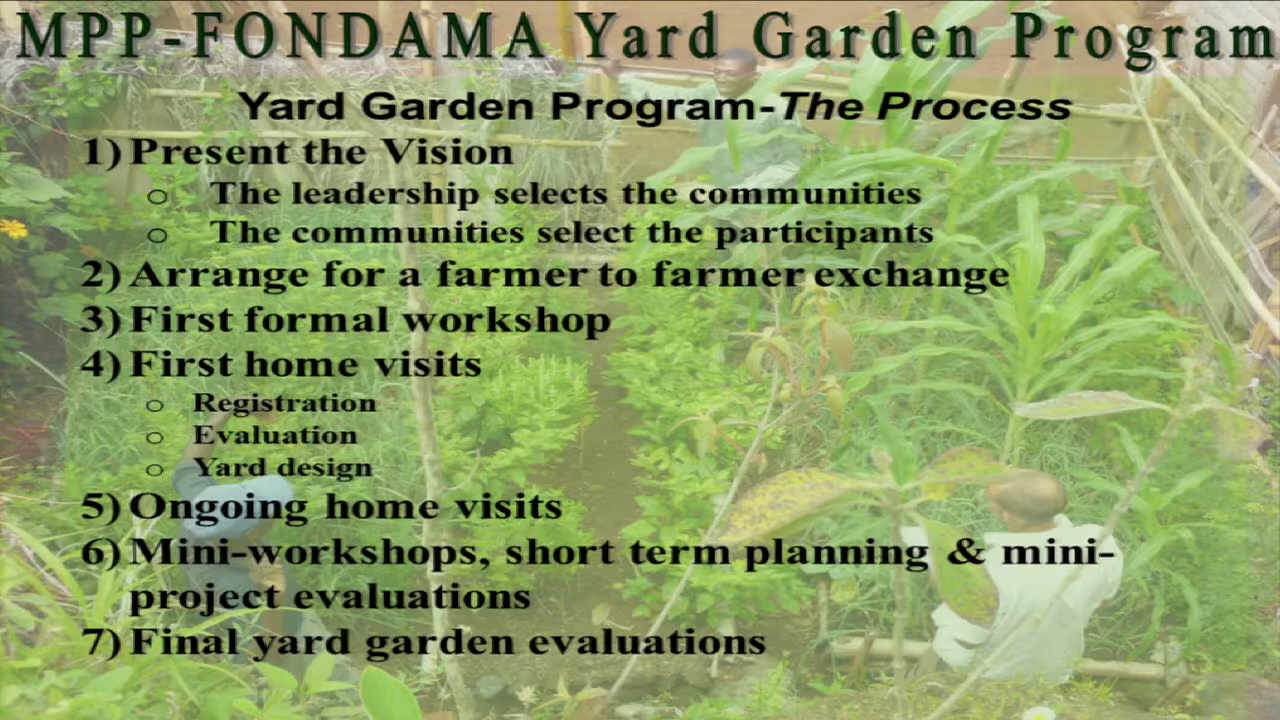 MPP-FONDAMA Yard Garden Program
Yard Garden Program-The Process
1) Present the Vision
o The leadership selects the communities
o The communities select the participants
2) Arrange for a farmer to farmer exchange
3) First formal workshop
4) First home visits
o Registration
o Evaluation
o Yard design
5) Ongoing home visits
6) Mini-workshops, short term planning & mini-
project evaluations
7) Final yard garden evaluations